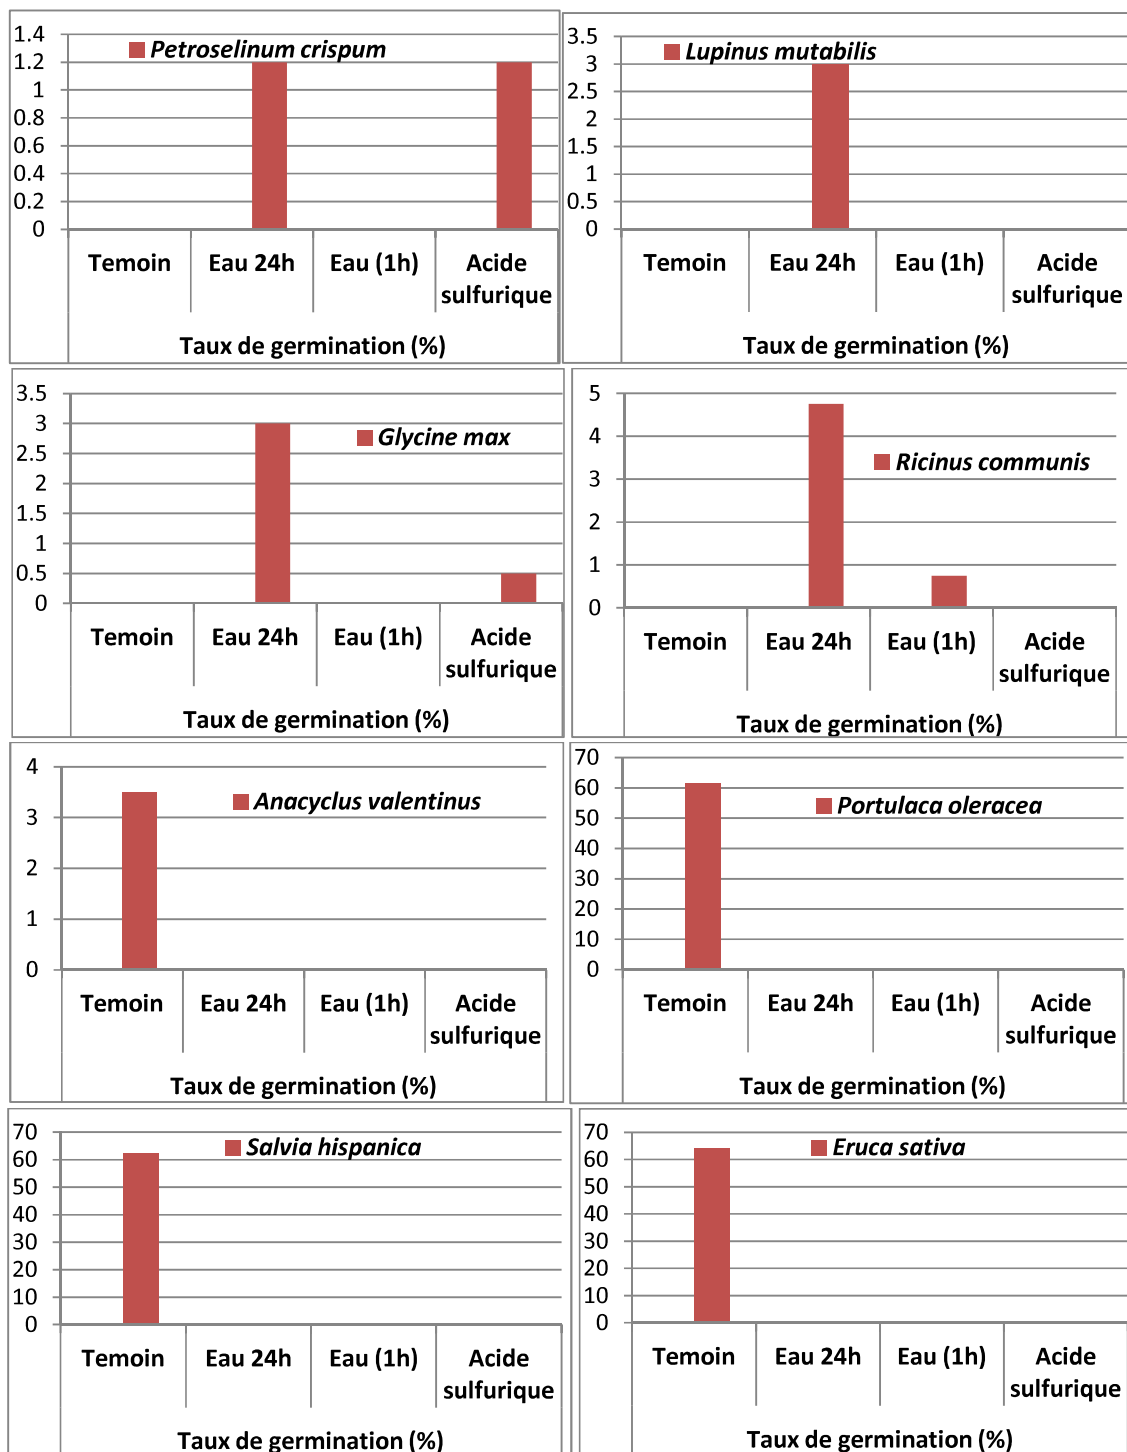 Petroselinum crispum
1.4
1.2
1
0.8
0.6
0.4
0.2
0
Temoin Eau 24h Eau (1h) Acide
sulfurique
Taux de germination (%)
Lupinus mutabilis
3.5
3
2.5
2
1.5
1
0.5
0
Temoin Eau 24h Eau (1h) Acide
sulfurique
Taux de germination (%)
Glycine max
3.5
3
2.5
2
1.5
1
0.5
0
Temoin Eau 24h Eau (1h) Acide
sulfurique
Taux de germination (%)
Ricinus communis
5
4
3
2
1
0
Temoin Eau 24h Eau (1h) Acide
sulfurique
Taux de germination (%)
Anacyclus valentinus
4
3
2
1
0
Temoin Eau 24h Eau (1h) Acide
sulfurique
Taux de germination (%)
Portulaca oleracea
70
60
50
40
30
20
10
0
Temoin Eau 24h Eau (1h) Acide
sulfurique
Taux de germination (%)
Salvia hispanica
70
60
50
40
30
20
10
0
Temoin Eau 24h Eau (1h) Acide
sulfurique
Taux de germination (%)
Eruca sativa
70
60
50
40
30
20
10
0
Temoin Eau 24h Eau (1h) Acide
sulfurique
Taux de germination (%)